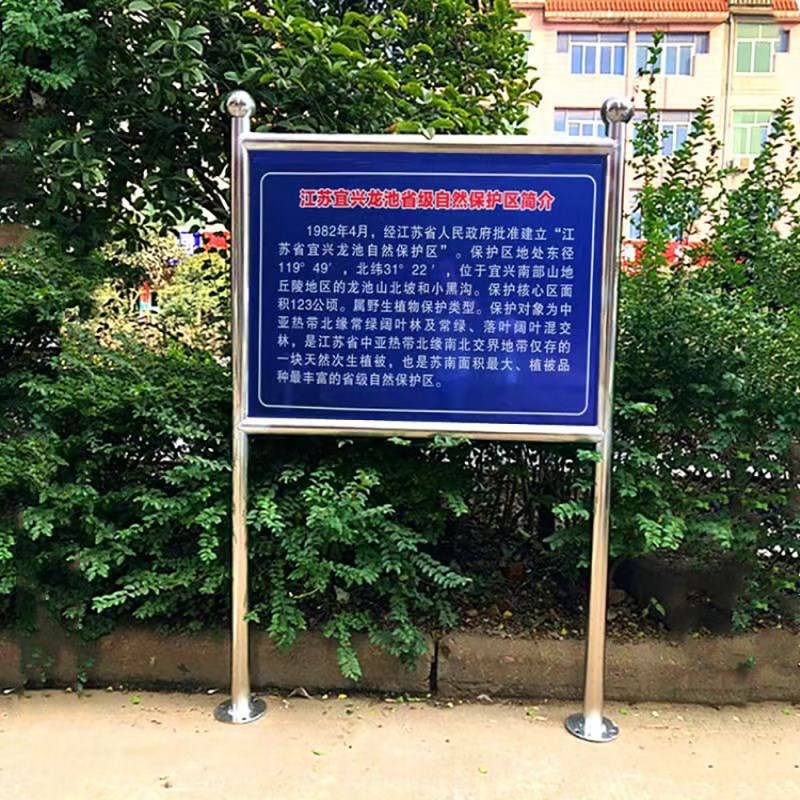 江苏宜兴龙池省级自然保护区简介
1982年4月，经江苏省人民政府批准建立“江
苏省宜兴龙池自然保护区”。保护区地处东径
119°49′，北纬31°22′，位于宜兴南部山地
丘陵地区的龙池山北坡和小黑沟。保护核心区面
积123公顷。属野生植物保护类型。保护对象为中
亚热带北缘常绿阔叶林及常绿、落叶阔叶混交
林，是江苏省中亚热带北缘南北交界地带仅存的
一块天然次生植被，也是苏南面积最大、植被品
种最丰富的省级自然保护区。